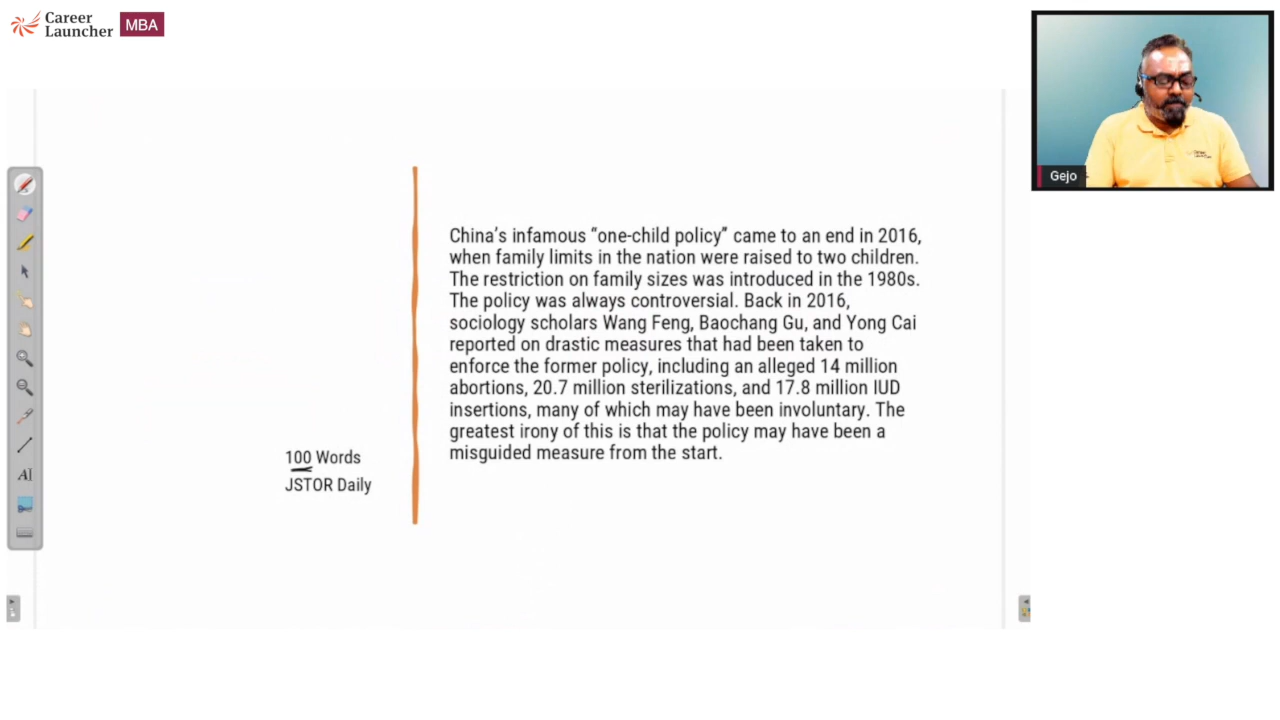 Career
Launcher
MBA
Gejo
China's infamous “one-child policy” came to an end in 2016,
when family limits in the nation were raised to two children.
The restriction on family sizes was introduced in the 1980s.
The policy was always controversial. Back in 2016,
sociology scholars Wang Feng, Baochang Gu, and Yong Cai
reported on drastic measures that had been taken to
enforce the former policy, including an alleged 14 million
abortions, 20.7 million sterilizations, and 17.8 million IUD
insertions, many of which may have been involuntary. The
greatest irony of this is that the policy may have been a
misguided measure from the start.
100 Words
JSTOR Daily